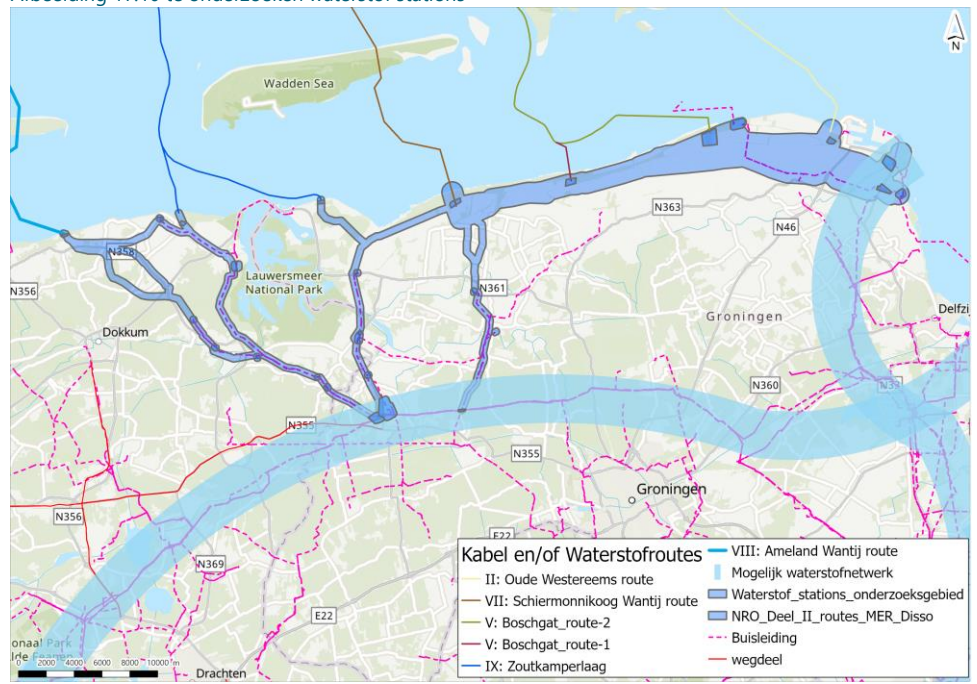 N
Wadden Sea
N363
N46
N358
Lauwersmeer
National Park
N356
N361
Dokkum
Groningen
Delfzi
N360
N33
N355
N355
Groningen
N356
E22
N369
E22
Drachten
0 2000 4000 6000 8000 10000 m
Kabel en/of Waterstofroutes
II: Oude Westereems route
VII: Schiermonnikoog Wantij route
V: Boschgat_route-2
V: Boschgat_route-1
IX: Zoutkamperlaag
VIII: Ameland Wantij route
Mogelijk waterstofnetwerk
Waterstof_stations_onderzoeksgebied
NRO_Deel_II_routes_MER_Disso
Buisleiding
wegdeel